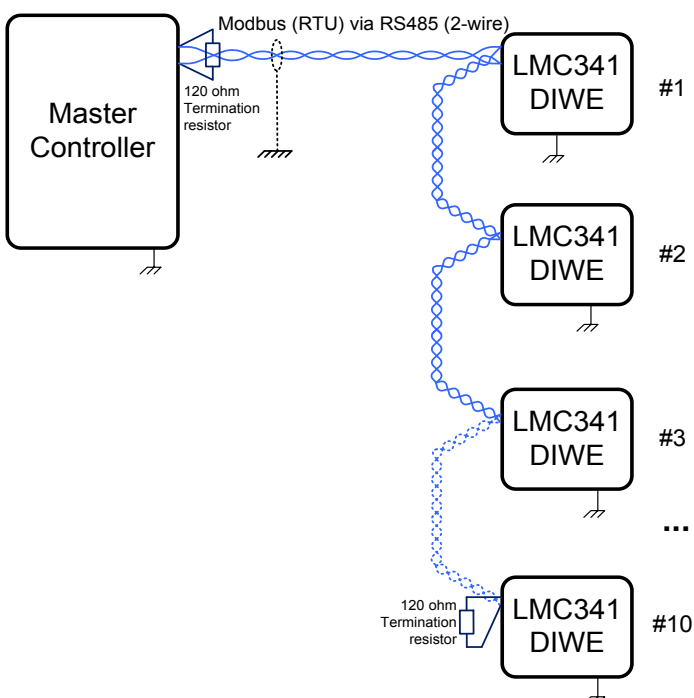 Modbus (RTU) via RS485 (2-wire)
Master
Controller
120 ohm
Termination
resistor
LMC341
DIWE
#1
LMC341
DIWE
#2
LMC341
DIWE
#3
...
120 ohm
Termination
resistor
LMC341
DIWE
#10